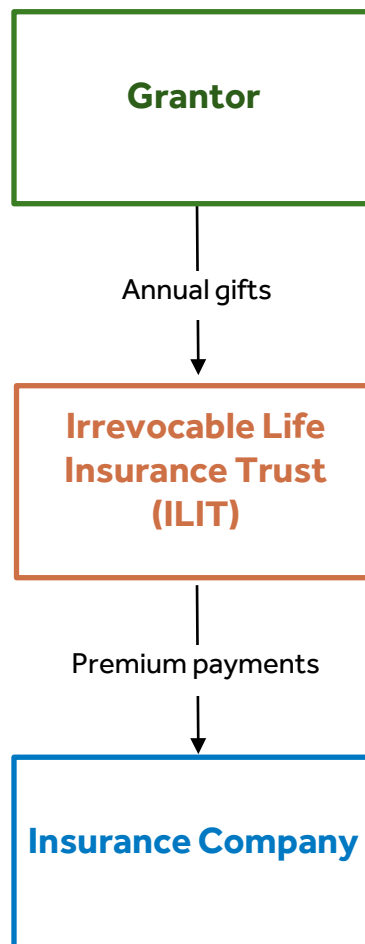 Grantor
Annual gifts
Irrevocable Life
Insurance Trust
(ILIT)
Premium payments
Insurance Company